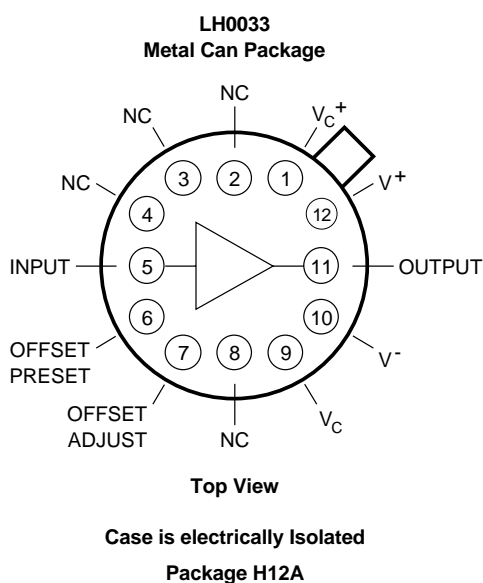 LH0033
Metal Can Package
NC
NC
V_C+
NC
V+
3
2
1
4
12
INPUT
5
11
OUTPUT
6
10
OFFSET
PRESET
7
8
9
V-
OFFSET
ADJUST
NC
V_C
Top View
Case is electrically Isolated
Package H12A